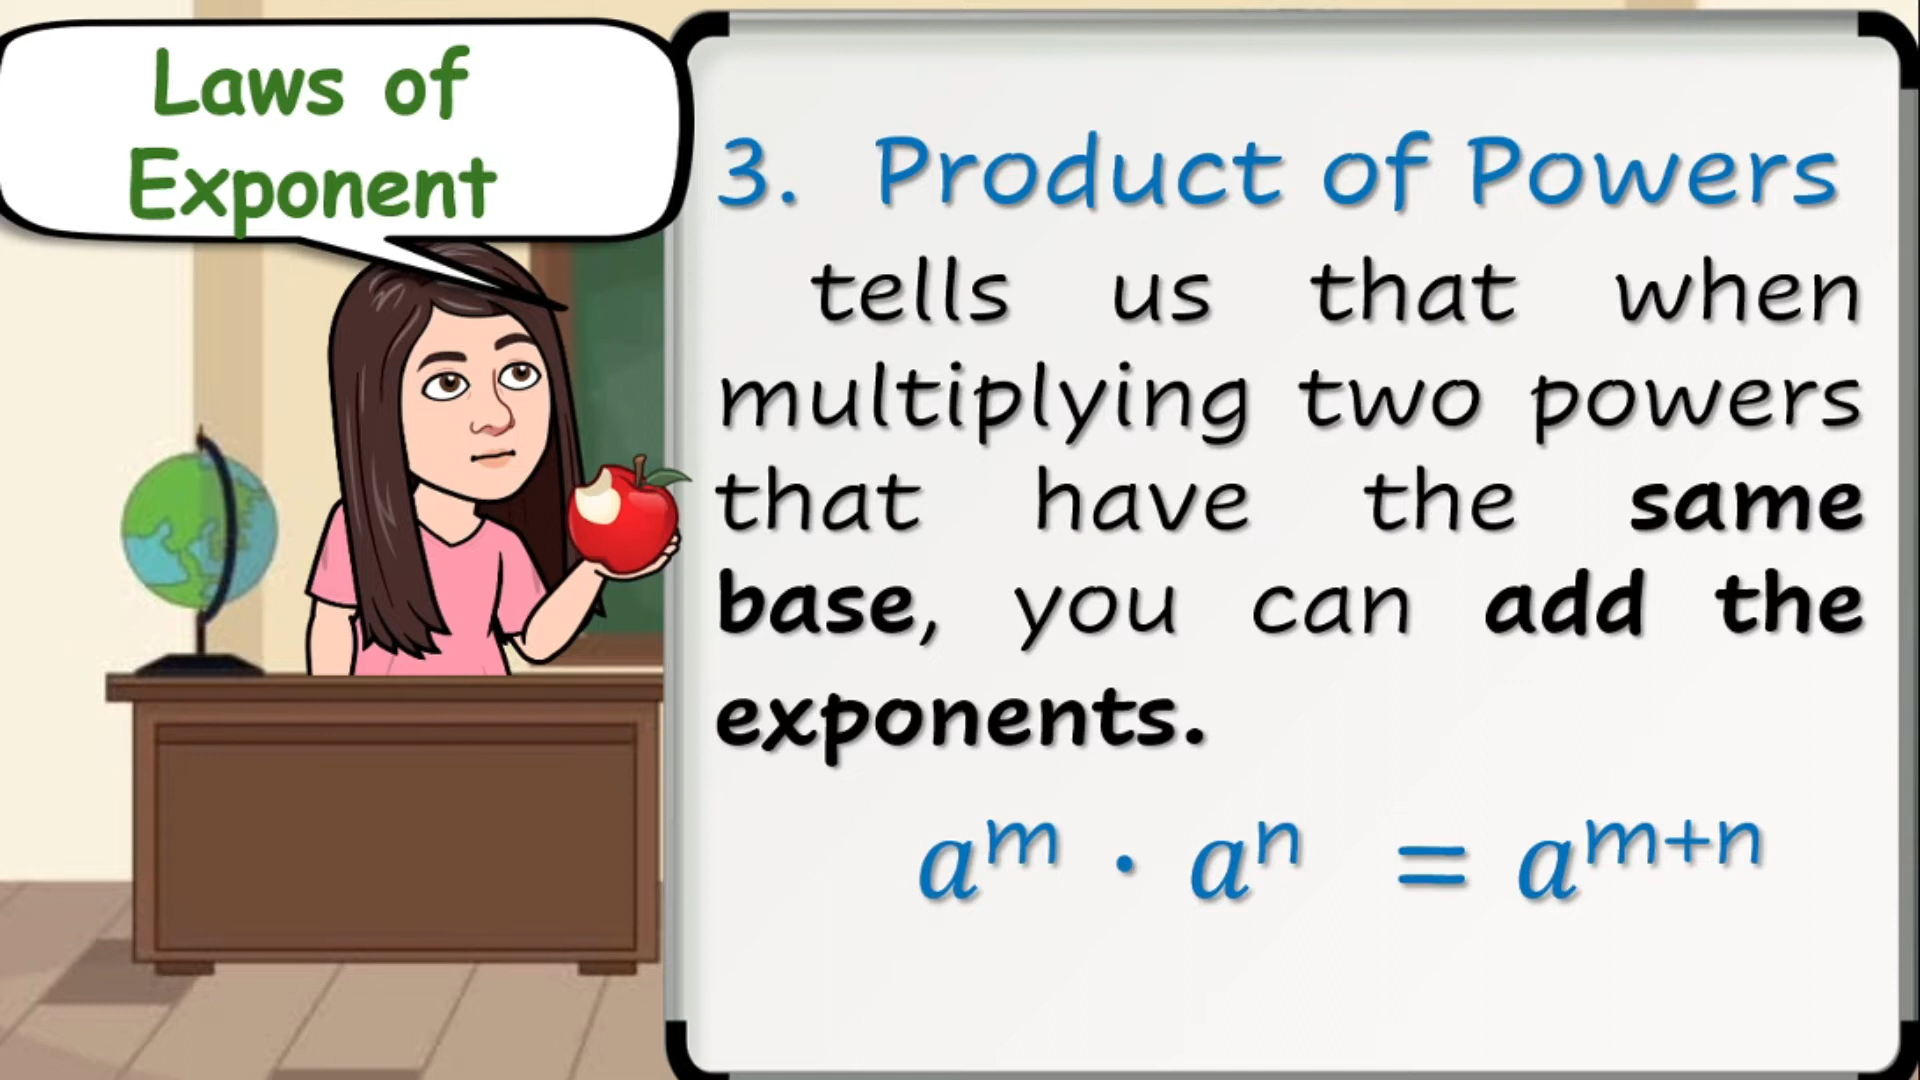 Laws of
Exponent
3. Product of Powers
tells us that when
multiplying two powers
that have the same
base, you can add the
exponents.
aᵐ · aⁿ = aᵐ⁺ⁿ